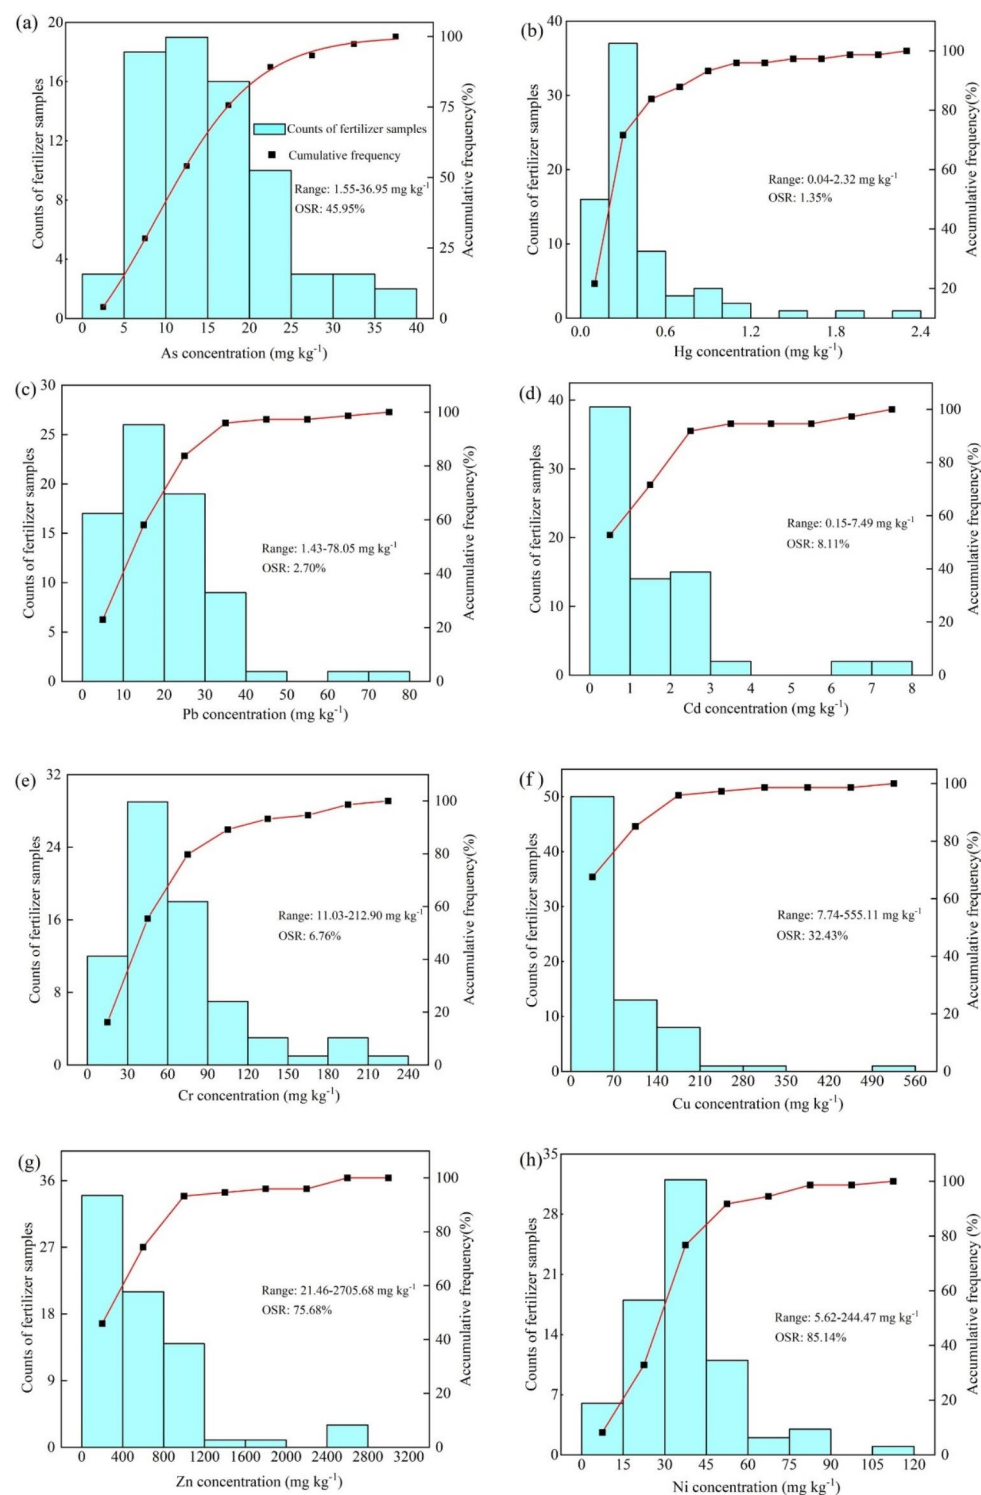 (a)
20
16
12
8
4
0
Counts of fertilizer samples
Counts of fertilizer samples
Cumulative frequency
Range: 1.55-36.95 mg kg⁻¹
OSR: 45.95%
100
75
50
25
0
Accumulative frequency(%)
0 5 10 15 20 25 30 35 40
As concentration (mg kg⁻¹)
(b)
40
30
20
10
0
Counts of fertilizer samples
Range: 0.04-2.32 mg kg⁻¹
OSR: 1.35%
100
80
60
40
20
Accumulative frequency(%)
0.0 0.6 1.2 1.8 2.4
Hg concentration (mg kg⁻¹)
(c)
30
25
20
15
10
5
0
Counts of fertilizer samples
Range: 1.43-78.05 mg kg⁻¹
OSR: 2.70%
100
80
60
40
20
0
Accumulative frequency(%)
0 10 20 30 40 50 60 70 80
Pb concentration (mg kg⁻¹)
(d)
40
30
20
10
0
Counts of fertilizer samples
Range: 0.15-7.49 mg kg⁻¹
OSR: 8.11%
100
80
60
40
20
0
Accumulative frequency(%)
0 1 2 3 4 5 6 7 8
Cd concentration (mg kg⁻¹)
(e)
32
24
16
8
0
Counts of fertilizer samples
Range: 11.03-212.90 mg kg⁻¹
OSR: 6.76%
100
80
60
40
20
0
Accumulative frequency(%)
0 30 60 90 120 150 180 190 240
Cr concentration (mg kg⁻¹)
(f)
50
40
30
20
10
0
Counts of fertilizer samples
Range: 7.74-555.11 mg kg⁻¹
OSR: 32.43%
100
80
60
40
20
0
Accumulative frequency(%)
0 70 140 210 280 350 420 490 560
Cu concentration (mg kg⁻¹)
(g)
36
27
18
9
0
Counts of fertilizer samples
Range: 21.46-2705.68 mg kg⁻¹
OSR: 75.68%
100
80
60
40
20
0
Accumulative frequency(%)
0 400 800 1200 1600 2000 2400 2800 3200
Zn concentration (mg kg⁻¹)
(h)
35
28
21
14
7
0
Counts of fertilizer samples
Range: 5.62-244.47 mg kg⁻¹
OSR: 85.14%
100
80
60
40
20
0
Accumulative frequency (%)
0 15 30 45 60 75 90 105 120
Ni concentration (mg kg⁻¹)